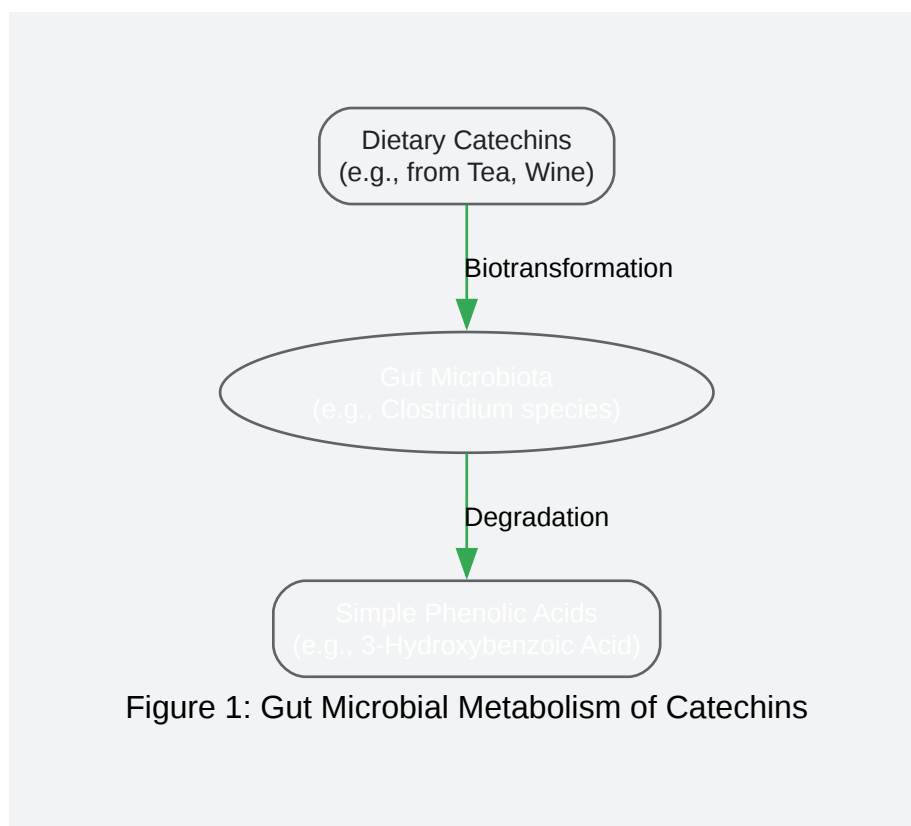 Dietary Catechins
(e.g., from Tea, Wine)
Biotransformation
Gut Microbiota
(e.g., Clostridium species)
Degradation
Simple Phenolic Acids
(e.g., 3-Hydroxybenzoic Acid)
Figure 1: Gut Microbial Metabolism of Catechins